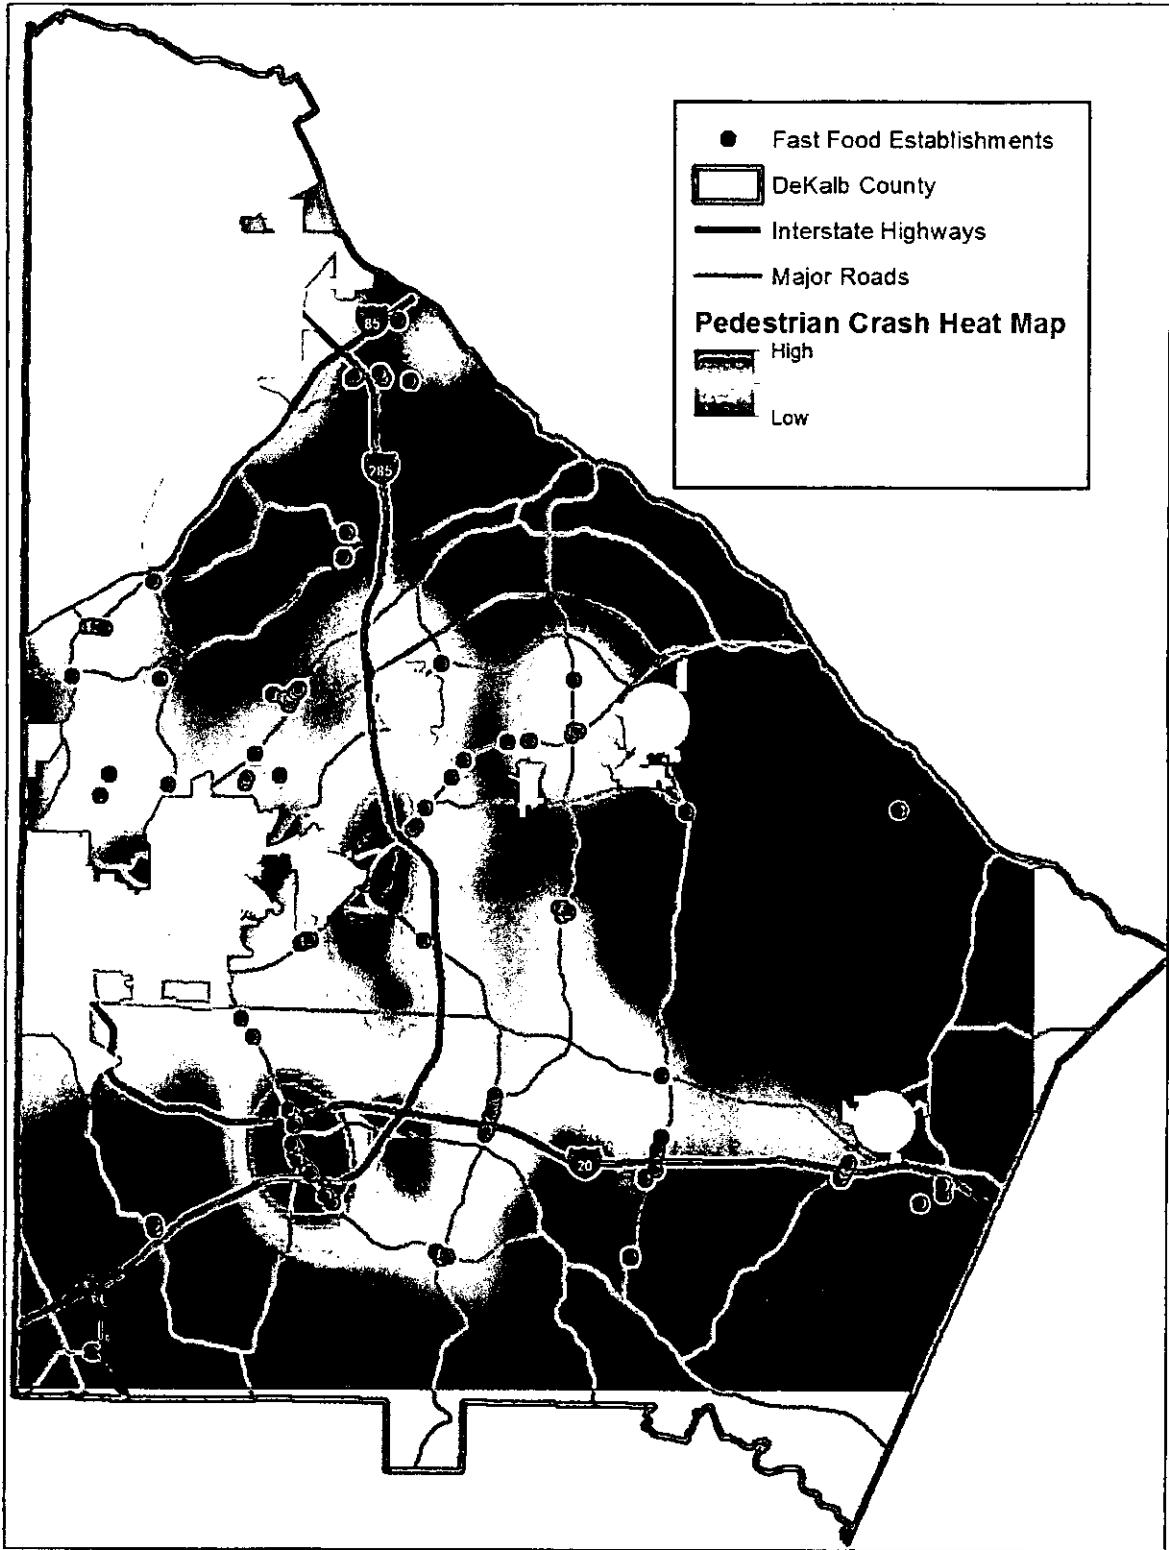 Fast Food Establishments
DeKalb County
Interstate Highways
Major Roads
Pedestrian Crash Heat Map
High
Low
85
285
20